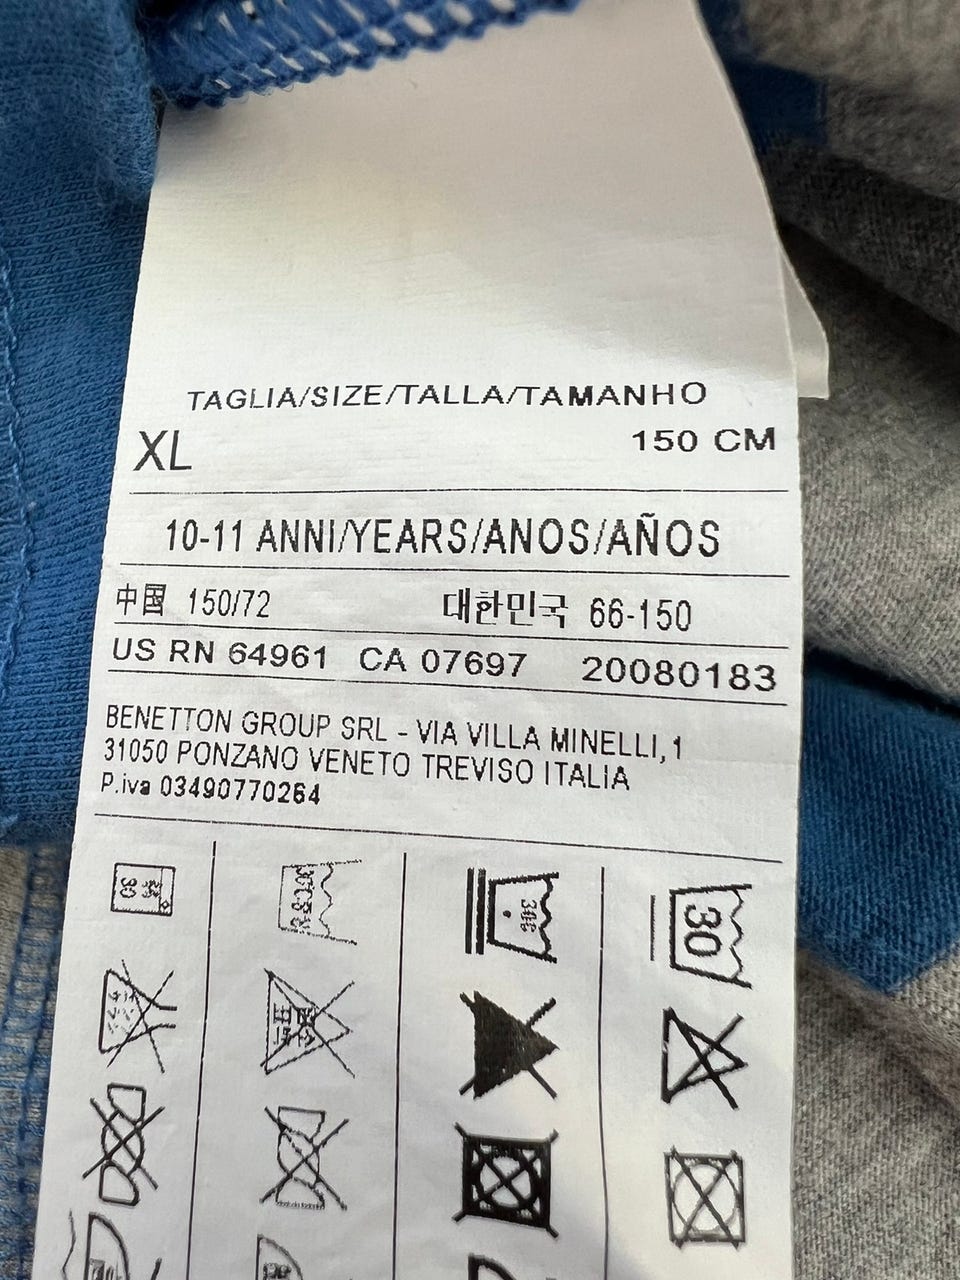 TAGLIA/SIZE/TALLA/TAMANHO
XL 150 CM
10-11 ANNI/YEARS/ANOS/AÑOS
中国 150/72 대한민국 66-150
US RN 64961 CA 07697 20080183
BENETTON GROUP SRL - VIA VILLA MINELLI, 1
31050 PONZANO VENETO TREVISO ITALIA
P.iva 03490770264
30